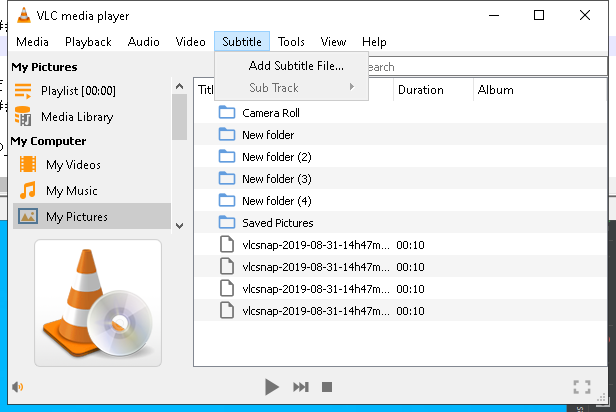 VLC media player
Media Playback Audio Video Subtitle Tools View Help
Add Subtitle File...
Sub Track
My Pictures
Playlist [00:00]
Media Library
My Computer
My Videos
My Music
My Pictures
Search
Title Duration Album
Camera Roll
New folder
New folder (2)
New folder (3)
New folder (4)
Saved Pictures
vlcsnap-2019-08-31-14h47m... 00:10
vlcsnap-2019-08-31-14h47m... 00:10
vlcsnap-2019-08-31-14h47m... 00:10
vlcsnap-2019-08-31-14h47m... 00:10